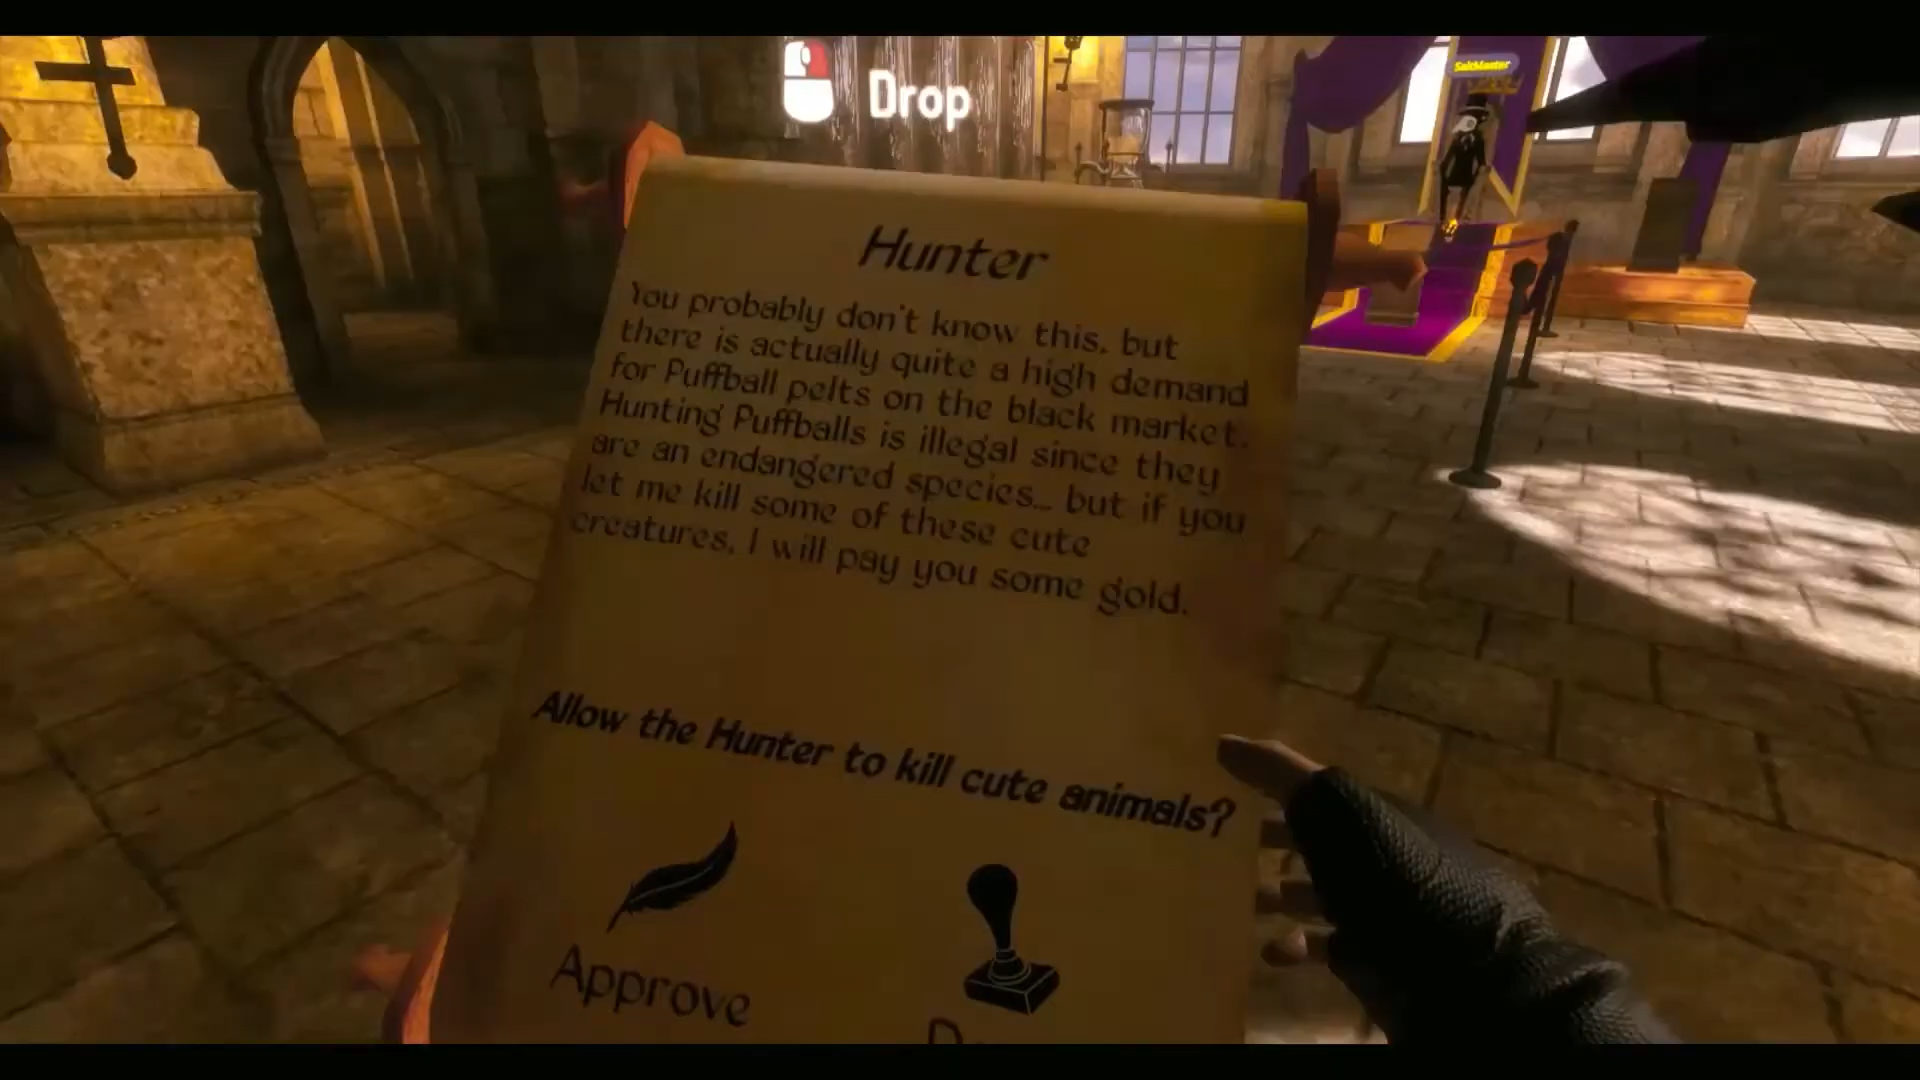 Drop
SaltMaster
Hunter
You probably don't know this, but
there is actually quite a high demand
for Puffball pelts on the black market.
Hunting Puffballs is illegal since they
are an endangered species... but if you
let me kill some of these cute
creatures, I will pay you some gold.
Allow the Hunter to kill cute animals?
Approve